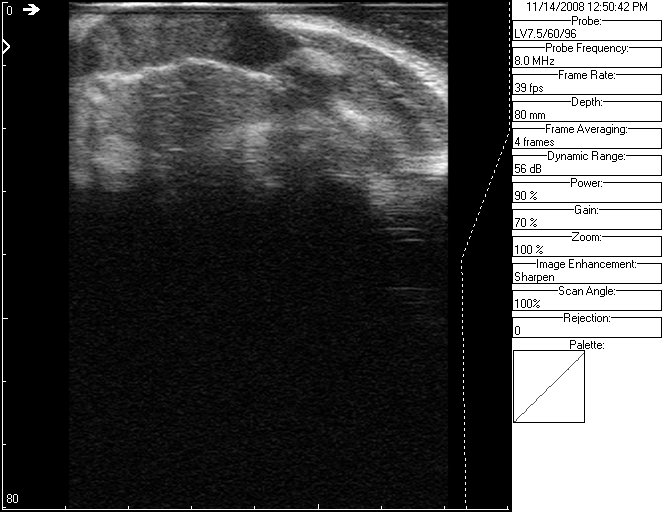 0
80
11/14/2008 12:50:42 PM
Probe:
LV7.5/60/96
Probe Frequency:
8.0 MHz
Frame Rate:
39 fps
Depth:
80 mm
Frame Averaging:
4 frames
Dynamic Range:
56 dB
Power:
90 %
Gain:
70 %
Zoom:
100 %
Image Enhancement:
Sharpen
Scan Angle:
100%
Rejection:
0
Palette: